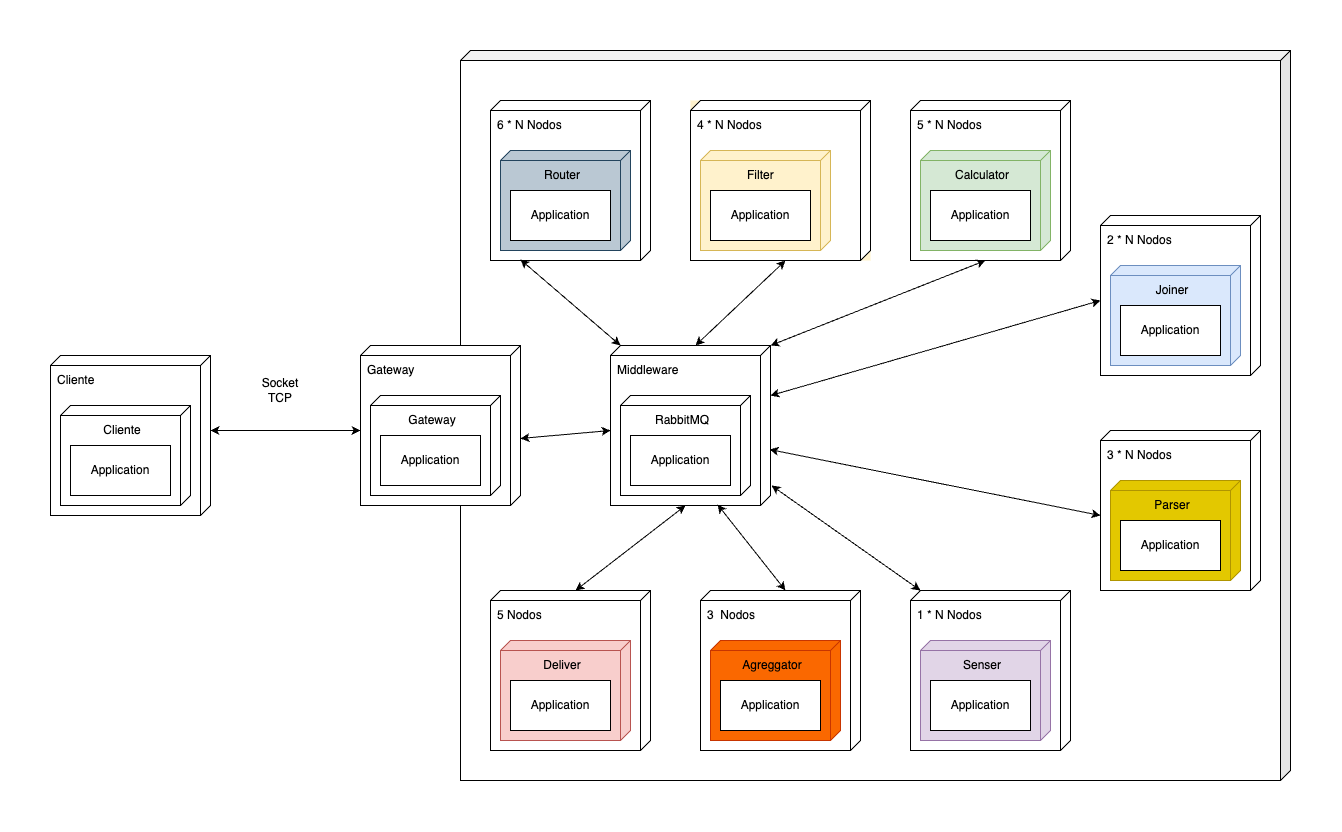 6 * N Nodos
Router
Application
4 * N Nodos
Filter
Application
5 * N Nodos
Calculator
Application
2 * N Nodos
Joiner
Application
Cliente
Cliente
Application
Socket
TCP
Gateway
Gateway
Application
Middleware
RabbitMQ
Application
3 * N Nodos
Parser
Application
5 Nodos
Deliver
Application
3  Nodos
Agreggator
Application
1 * N Nodos
Senser
Application